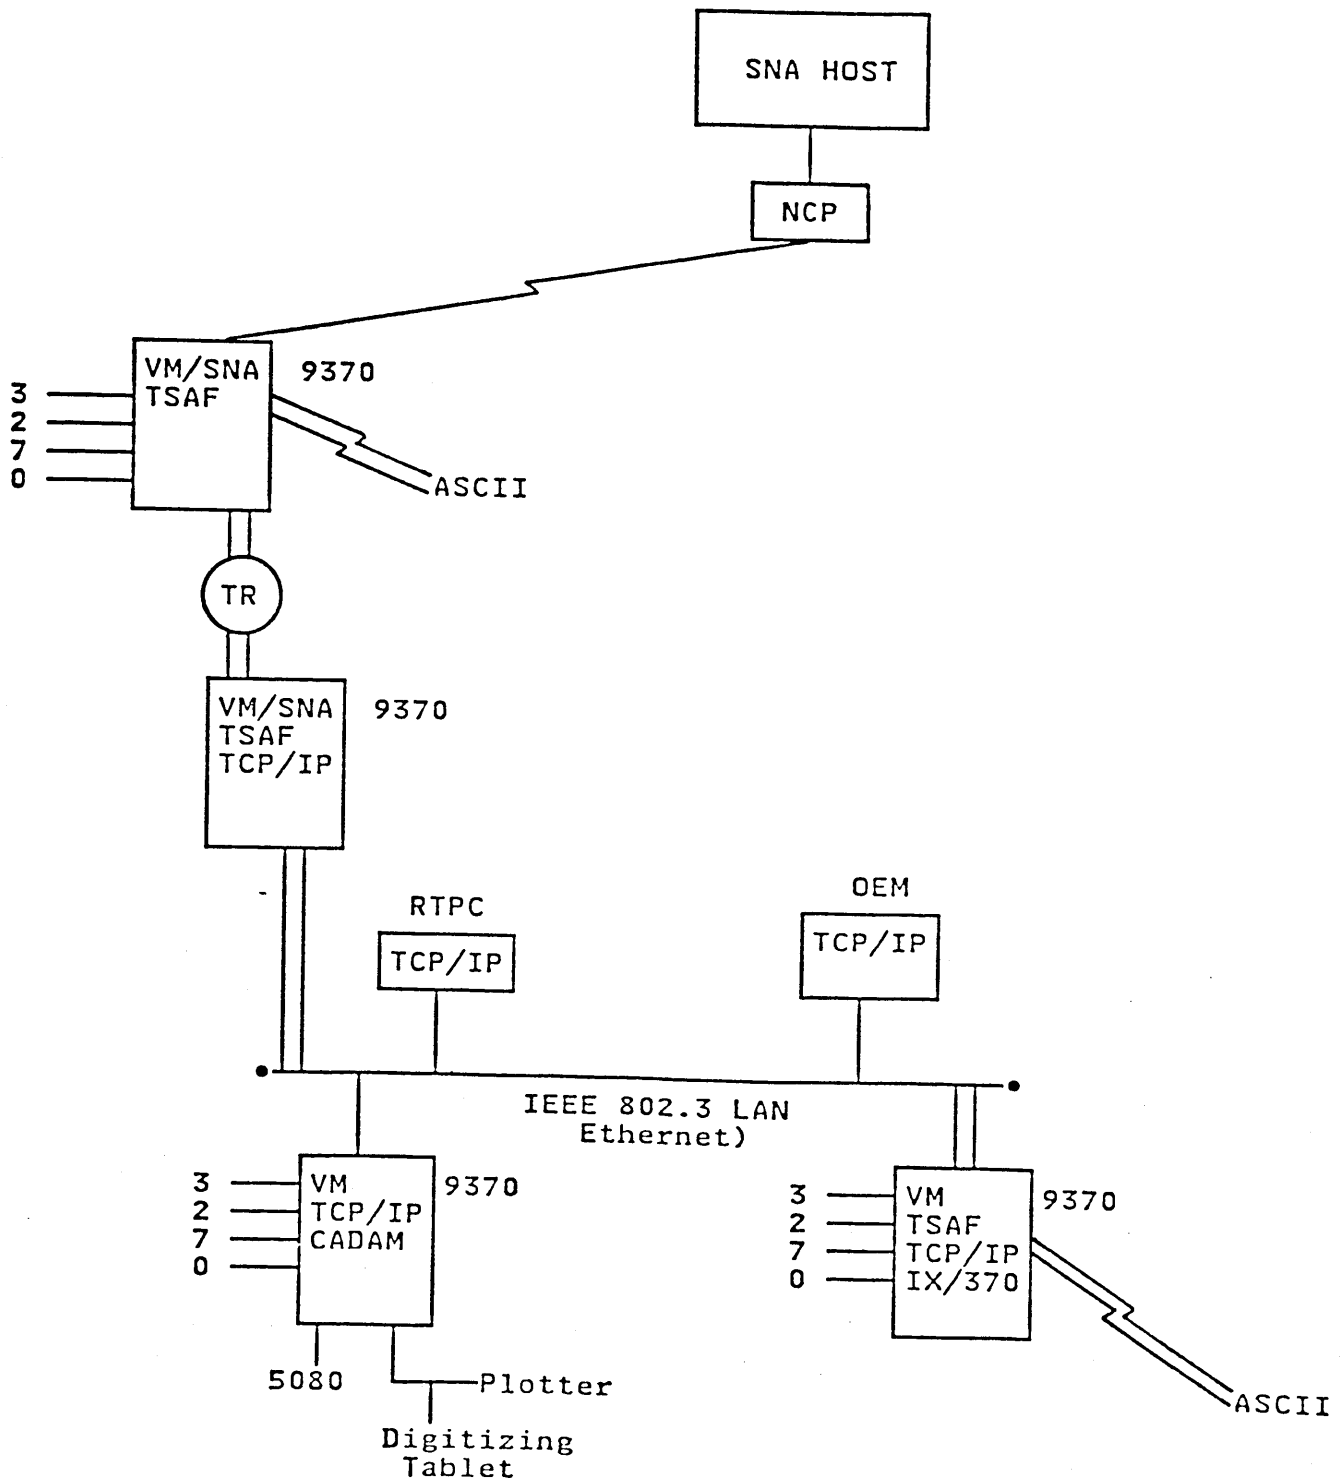 SNA HOST
NCP
VM/SNA
TSAF
9370
3
2
7
0
ASCII
TR
VM/SNA
TSAF
TCP/IP
9370
RTPC
TCP/IP
OEM
TCP/IP
IEEE 802.3 LAN
Ethernet)
3
2
7
0
VM
TCP/IP
CADAM
9370
5080
Plotter
Digitizing
Tablet
3
2
7
0
VM
TSAF
TCP/IP
IX/370
9370
ASCII